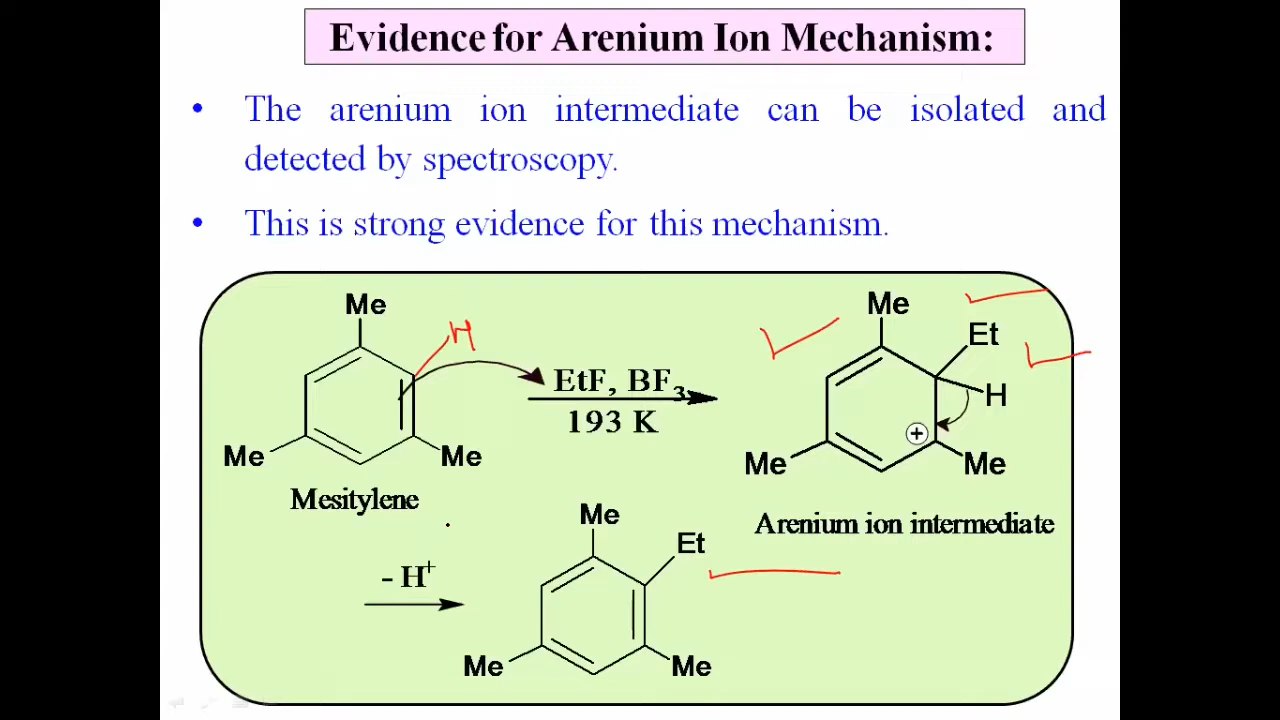 Evidence for Arenium Ion Mechanism:
• The arenium ion intermediate can be isolated and
detected by spectroscopy.
• This is strong evidence for this mechanism.
Me
H
Me
Me
Mesitylene
EtF, BF₃
193 K
Me
Et
H
+
Me
Me
Arenium ion intermediate
- H⁺
Me
Et
Me
Me